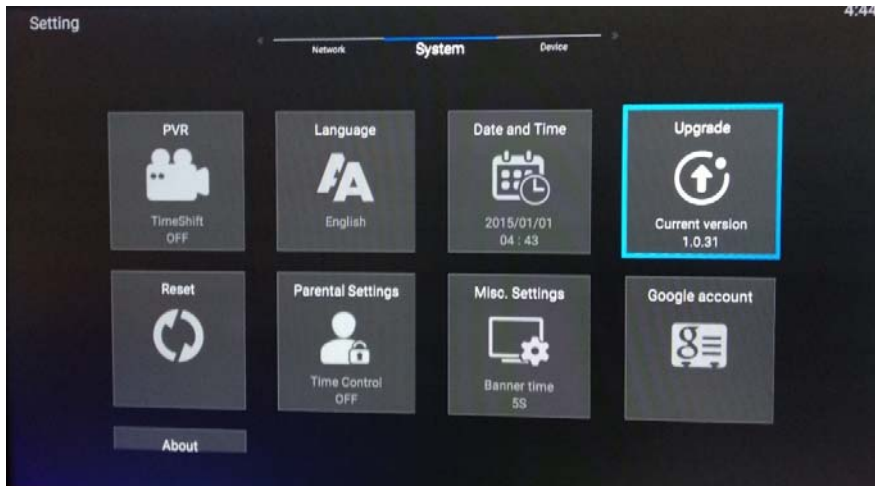 Setting
4:44
Network
System
Device
PVR
TimeShift
OFF
Language
AA
English
Date and Time
2015/01/01
04 : 43
Upgrade
Current version
1.0.31
Reset
Parental Settings
Time Control
OFF
Misc. Settings
Banner time
5S
Google account
g
About